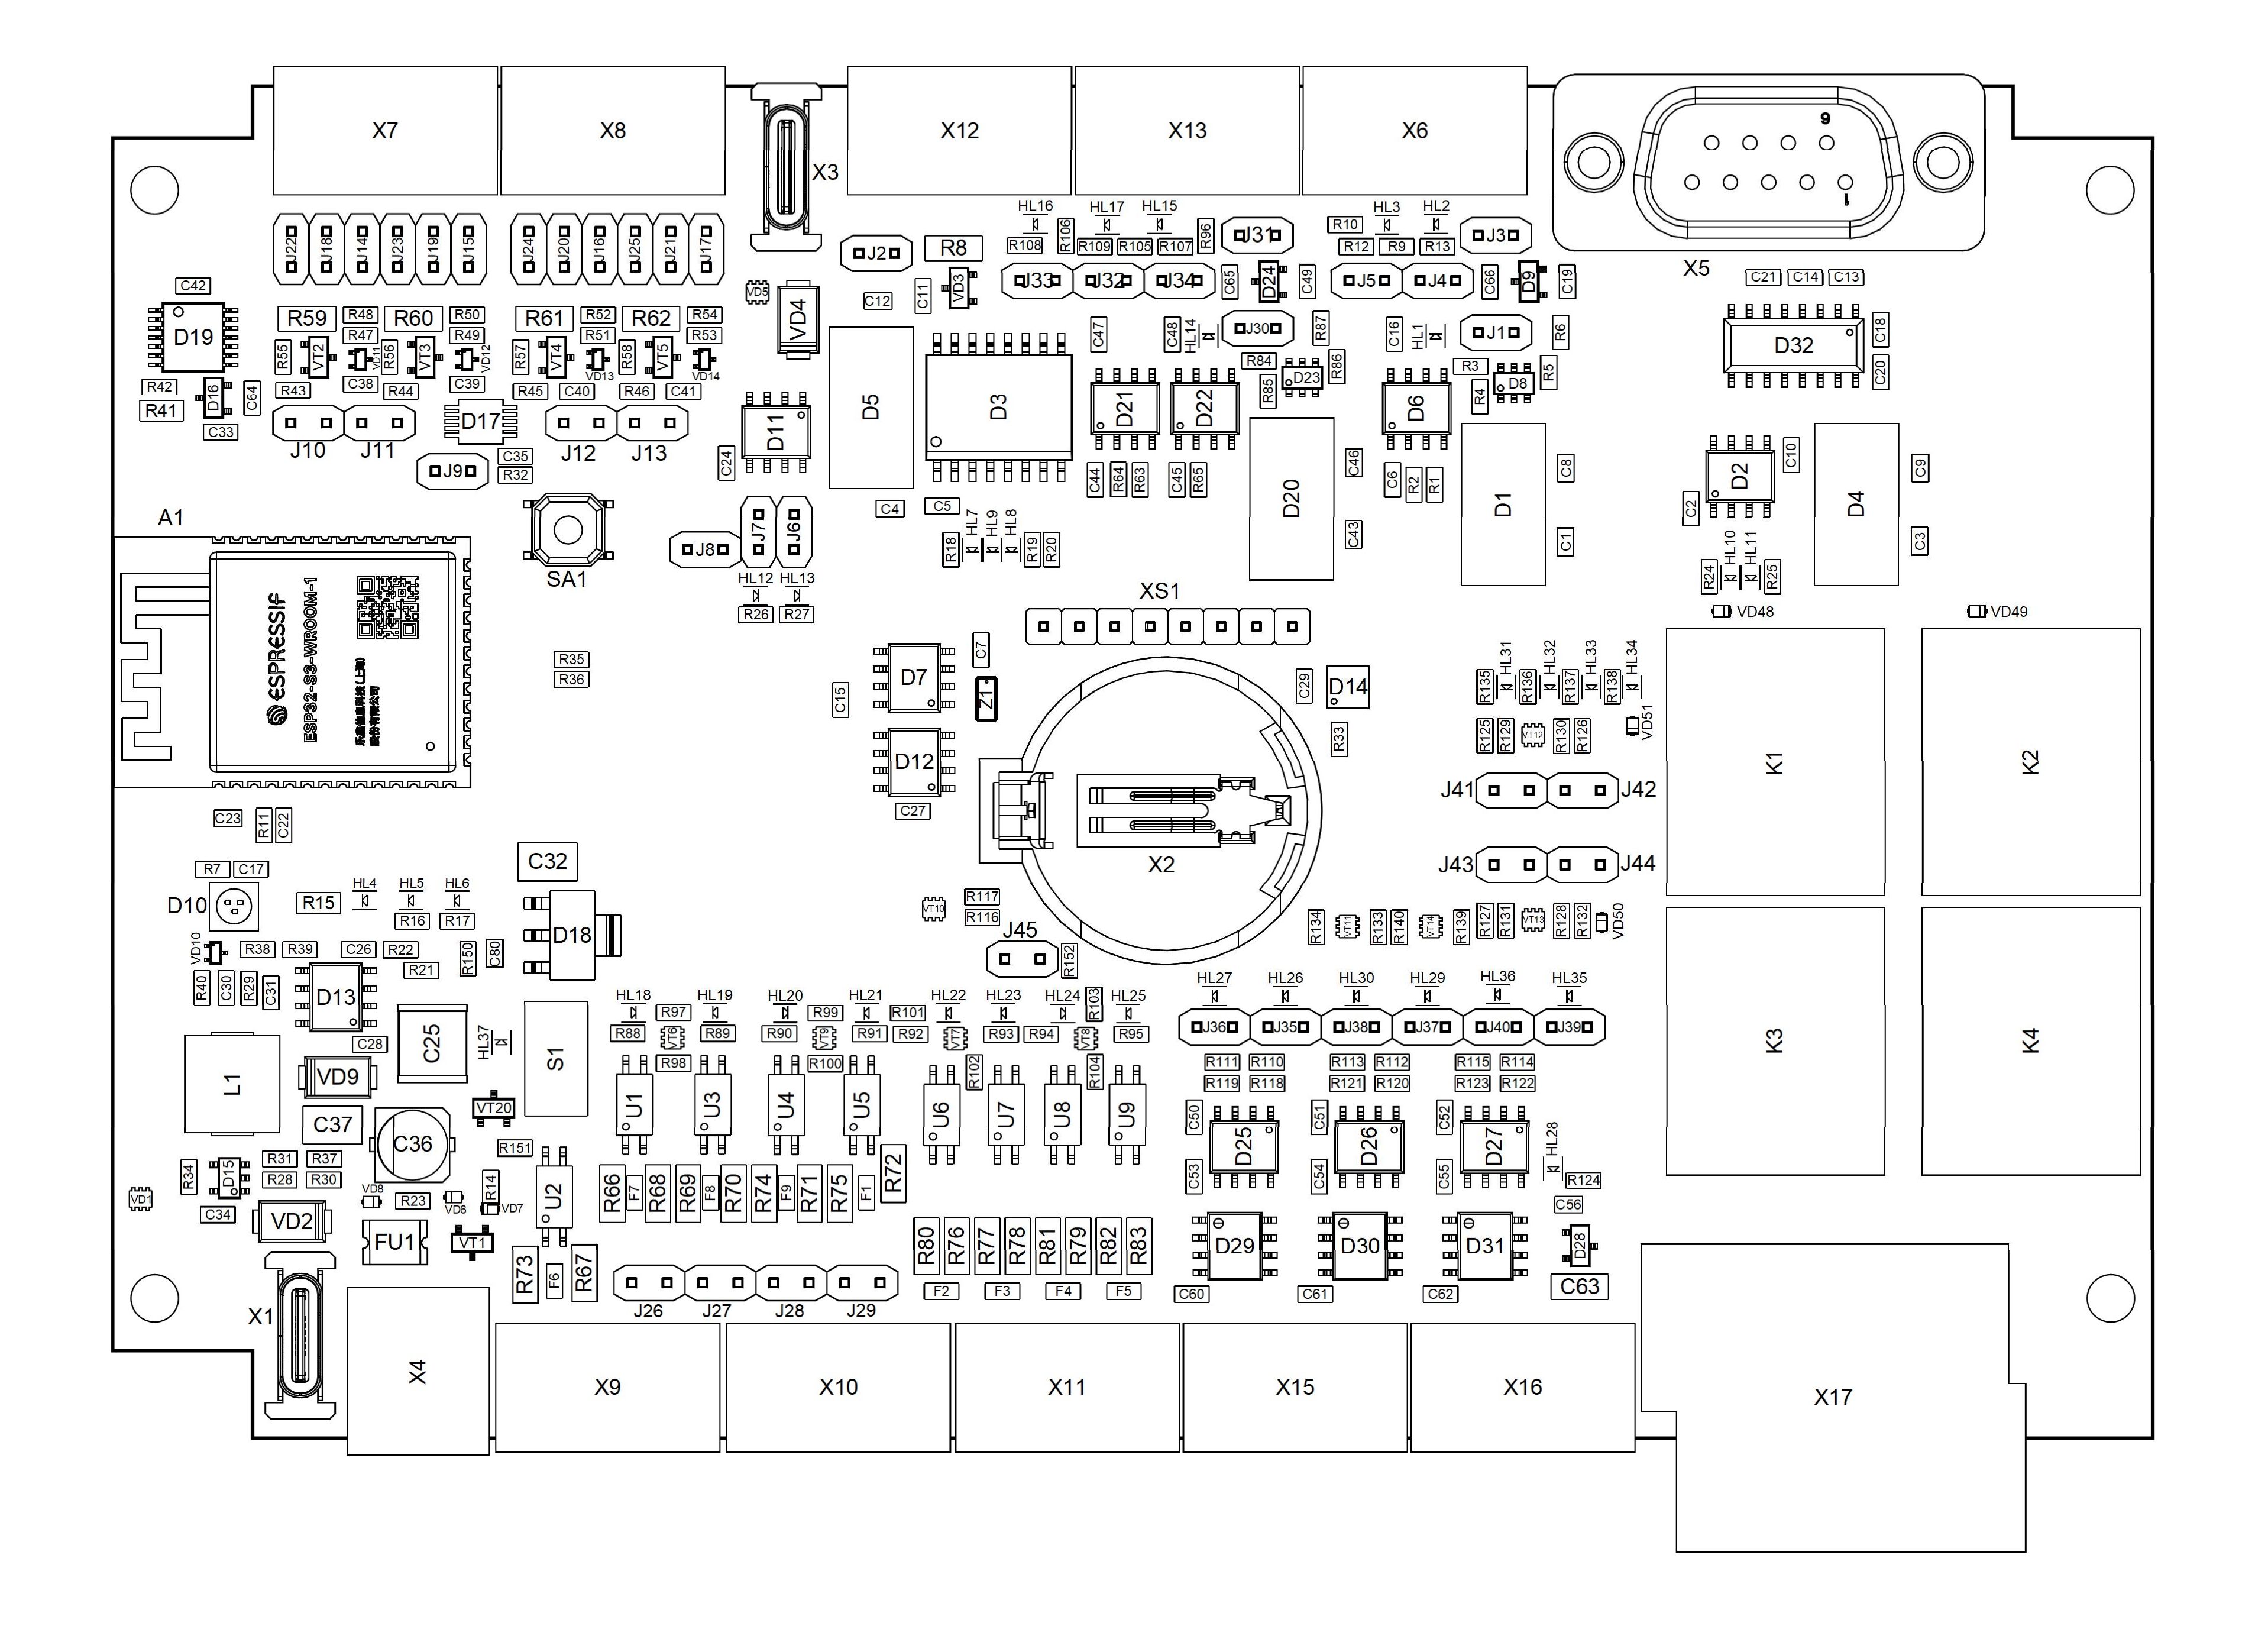 X7 X8 X3 X12 X13 X6 9
1
X5
HL16 HL17 HL15 HL3 HL2
R106 R96 R10
R108 R109 R105 R107 R12 R9 R13
J22 J18 J14 J23 J19 J15 J24 J20 J16 J25 J21 J17
J2 R8 J31 J3
J33 J32 J34 C65 D24 C49 J5 J4 C66 D9 C19
C21 C14 C13
C42 VD5 VD4 C12 C11 VD3
D19 R59 R48 R60 R50 R61 R52 R62 R54
R47 R49 R51 R53
R55 VT2 VD11 R56 VT3 VD12 R57 VT4 VD13 R58 VT5 VD14
C47 C48 HL14 J30 R87 C16 HL1 J1 R6
D32 C18 C20
R84 R86 R85 D23 R3 R5 R4 D8
R42 D16 C64 R43 C38 R44 C39 R45 C40 R46 C41
R41 C33 D17
J10 J11 J12 J13
D11 D5 D3 D21 D22 D6
J9 C35 R32 C24
C44 R64 R63 C45 R65 D20 C46 C6 R2 R1 D1 C8
D2 C10 C2 D4 C9
C4 C5
A1 SA1 J8 J7 J6
HL7 HL9 HL8
R18 R19 R20
C43 C1 C3
HL10 HL11
R24 R25
HL12 HL13
R26 R27
XS1
VD48 VD49
ESPRESSIF
ESP32-S3-WROOM-1
乐鑫信息科技(上海)
股份有限公司
R35
R36
D7 C7 C15 Z1
D12
C27
C29 D14
R33
X2
HL31 HL32 HL33 HL34
R135 R136 R137 R138
R125 R129 VT12 R130 R126 VD51
K1 K2
J41 J42
J43 J44
C23 R11 C22
R7 C17 C32
D10 R15 HL4 HL5 HL6
R16 R17
D18
VT10 R117
R116
J45 R152
R134 VT11 R133 R140 VT14 R139 R127 R131 VT13 R128 R132 VD50
VD10 R38 R39 C26 R22
R21 R150 C80
R40 C30 R29 C31 D13
C28 C25 HL37 S1
L1 VD9
C37 C36 VT20
HL18 R97 HL19 HL20 R99 HL21 R101 HL22 HL23 HL24 R103 HL25
R88 VT6 R89 R90 VT9 R91 R92 VT7 R93 R94 VT8 R95
R98 R100 R102 R104
U1 U3 U4 U5 U6 U7 U8 U9
HL27 HL26 HL30 HL29 HL36 HL35
J36 J35 J38 J37 J40 J39
R111 R110 R113 R112 R115 R114
R119 R118 R121 R120 R123 R122
K3 K4
C50 D25 C51 D26 C52 D27 HL28
C53 C54 C55 R124
C56
R151
R34 D15 R31 R37
R28 R30
VD1 C34 VD2 VD8 R23 VD6 R14 VD7
FU1 VT1
U2 R66 F7 R68 R69 F8 R70 R74 F9 R71 R75 F1 R72
R73 F6 R67
R80 R76 R77 R78 R81 R79 R82 R83
F2 F3 F4 F5
D29 D30 D31 D28
C60 C61 C62 C63
J26 J27 J28 J29
X1 X4 X9 X10 X11 X15 X16 X17